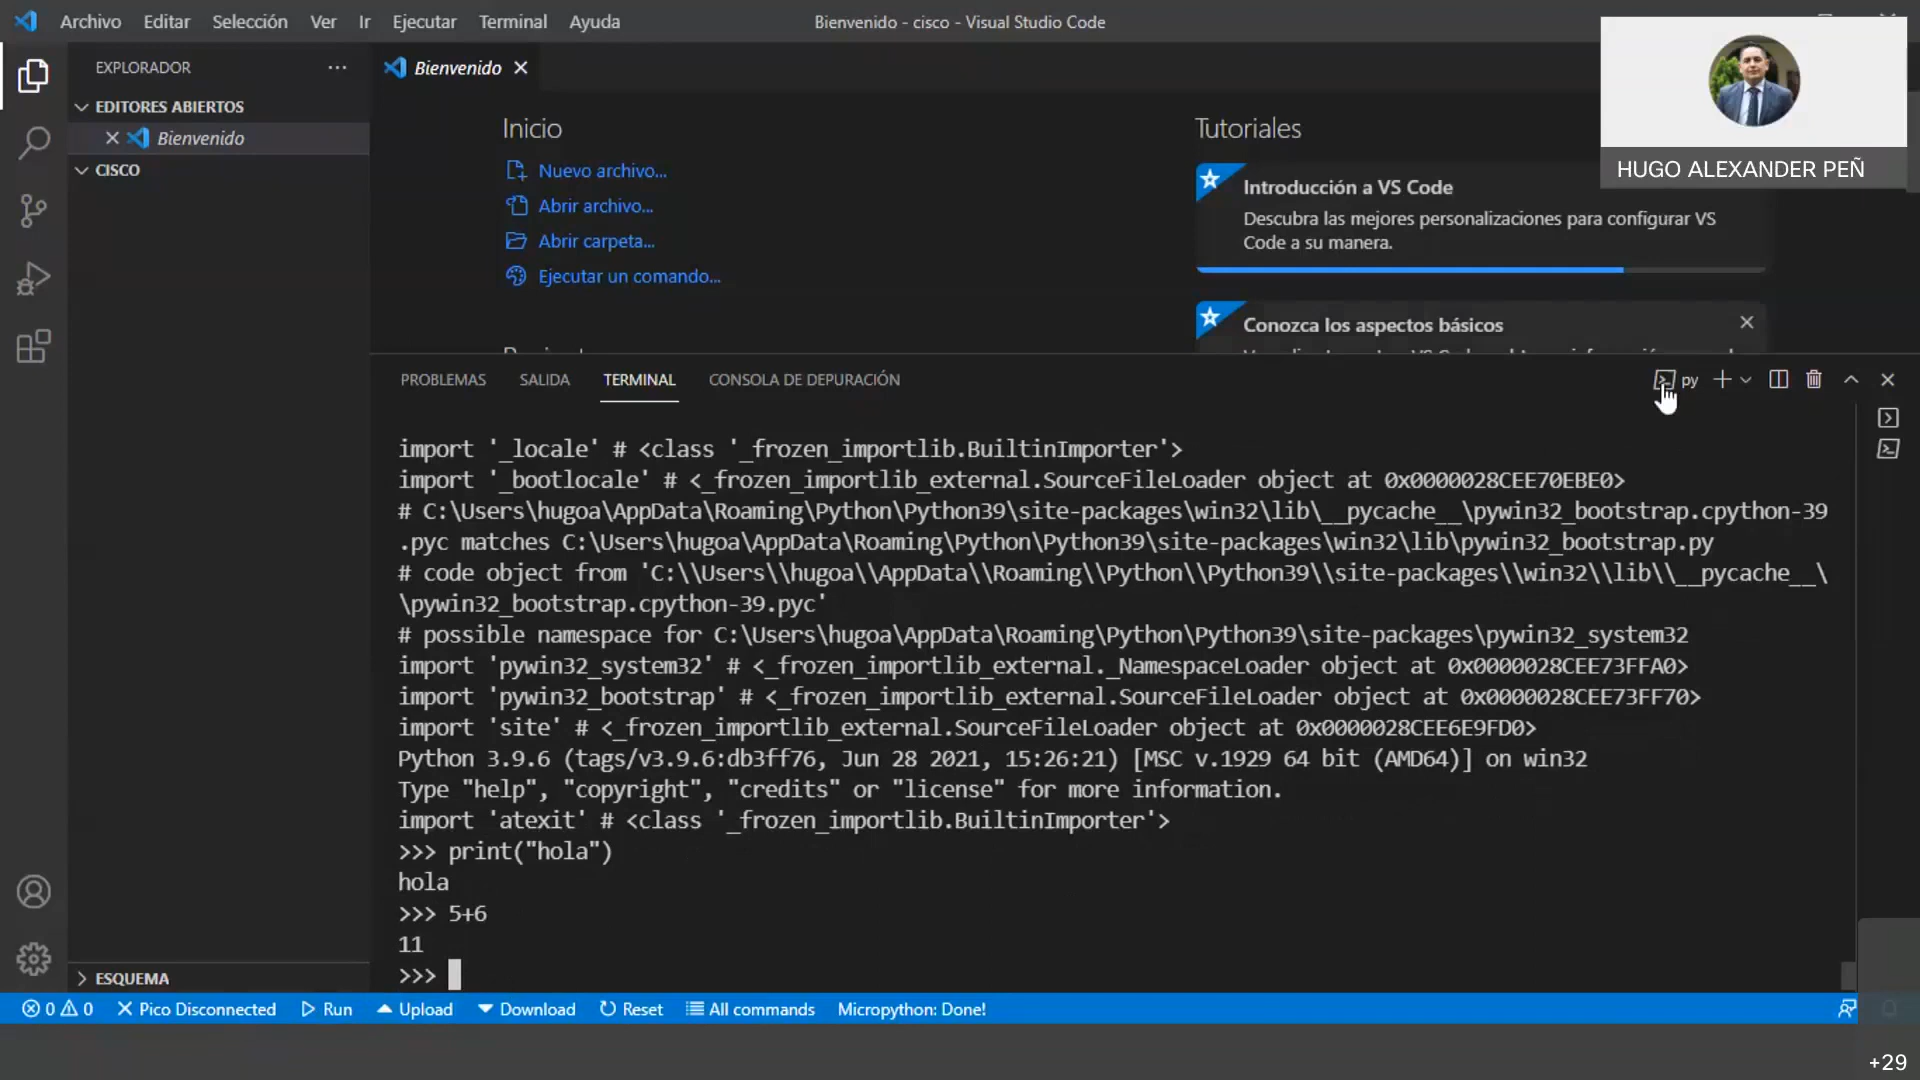 Archivo Editar Selección Ver Ir Ejecutar Terminal Ayuda
Bienvenido - cisco - Visual Studio Code
EXPLORADOR
EDITORES ABIERTOS
Bienvenido
CISCO
Bienvenido
Inicio
Nuevo archivo...
Abrir archivo...
Abrir carpeta...
Ejecutar un comando...
Tutoriales
Introducción a VS Code
Descubra las mejores personalizaciones para configurar VS
Code a su manera.
Conozca los aspectos básicos
HUGO ALEXANDER PEÑ
PROBLEMAS SALIDA TERMINAL CONSOLA DE DEPURACIÓN
py
import '_locale' # <class '_frozen_importlib.BuiltinImporter'>
import '_bootlocale' # <_frozen_importlib_external.SourceFileLoader object at 0x0000028CEE70EBE0>
# C:\Users\hugoa\AppData\Roaming\Python\Python39\site-packages\win32\lib\__pycache__\pywin32_bootstrap.cpython-39
.pyc matches C:\Users\hugoa\AppData\Roaming\Python\Python39\site-packages\win32\lib\pywin32_bootstrap.py
# code object from 'C:\\Users\\hugoa\\AppData\\Roaming\\Python\\Python39\\site-packages\\win32\\lib\\__pycache__\
\pywin32_bootstrap.cpython-39.pyc'
# possible namespace for C:\Users\hugoa\AppData\Roaming\Python\Python39\site-packages\pywin32_system32
import 'pywin32_system32' # <_frozen_importlib_external._NamespaceLoader object at 0x0000028CEE73FFA0>
import 'pywin32_bootstrap' # <_frozen_importlib_external.SourceFileLoader object at 0x0000028CEE73FF70>
import 'site' # <_frozen_importlib_external.SourceFileLoader object at 0x0000028CEE6E9FD0>
Python 3.9.6 (tags/v3.9.6:db3ff76, Jun 28 2021, 15:26:21) [MSC v.1929 64 bit (AMD64)] on win32
Type "help", "copyright", "credits" or "license" for more information.
import 'atexit' # <class '_frozen_importlib.BuiltinImporter'>
>>> print("hola")
hola
>>> 5+6
11
>>>
ESQUEMA
0 0 Pico Disconnected Run Upload Download Reset All commands Micropython: Done!
+29